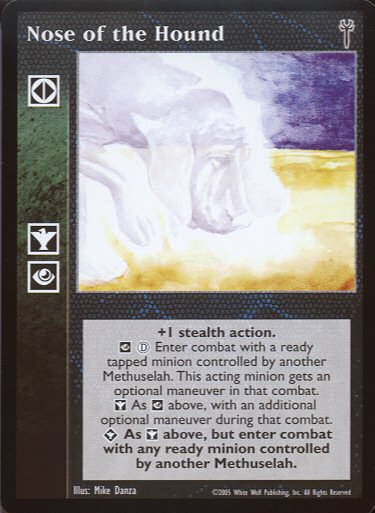 Nose of the Hound
+1 stealth action.
D Enter combat with a ready
tapped minion controlled by another
Methuselah. This acting minion gets an
optional maneuver in that combat.
As above, with an additional
optional maneuver during that combat.
As above, but enter combat
with any ready minion controlled
by another Methuselah.
Illus: Mike Danza
©2005 White Wolf Publishing, Inc. All Rights Reserved